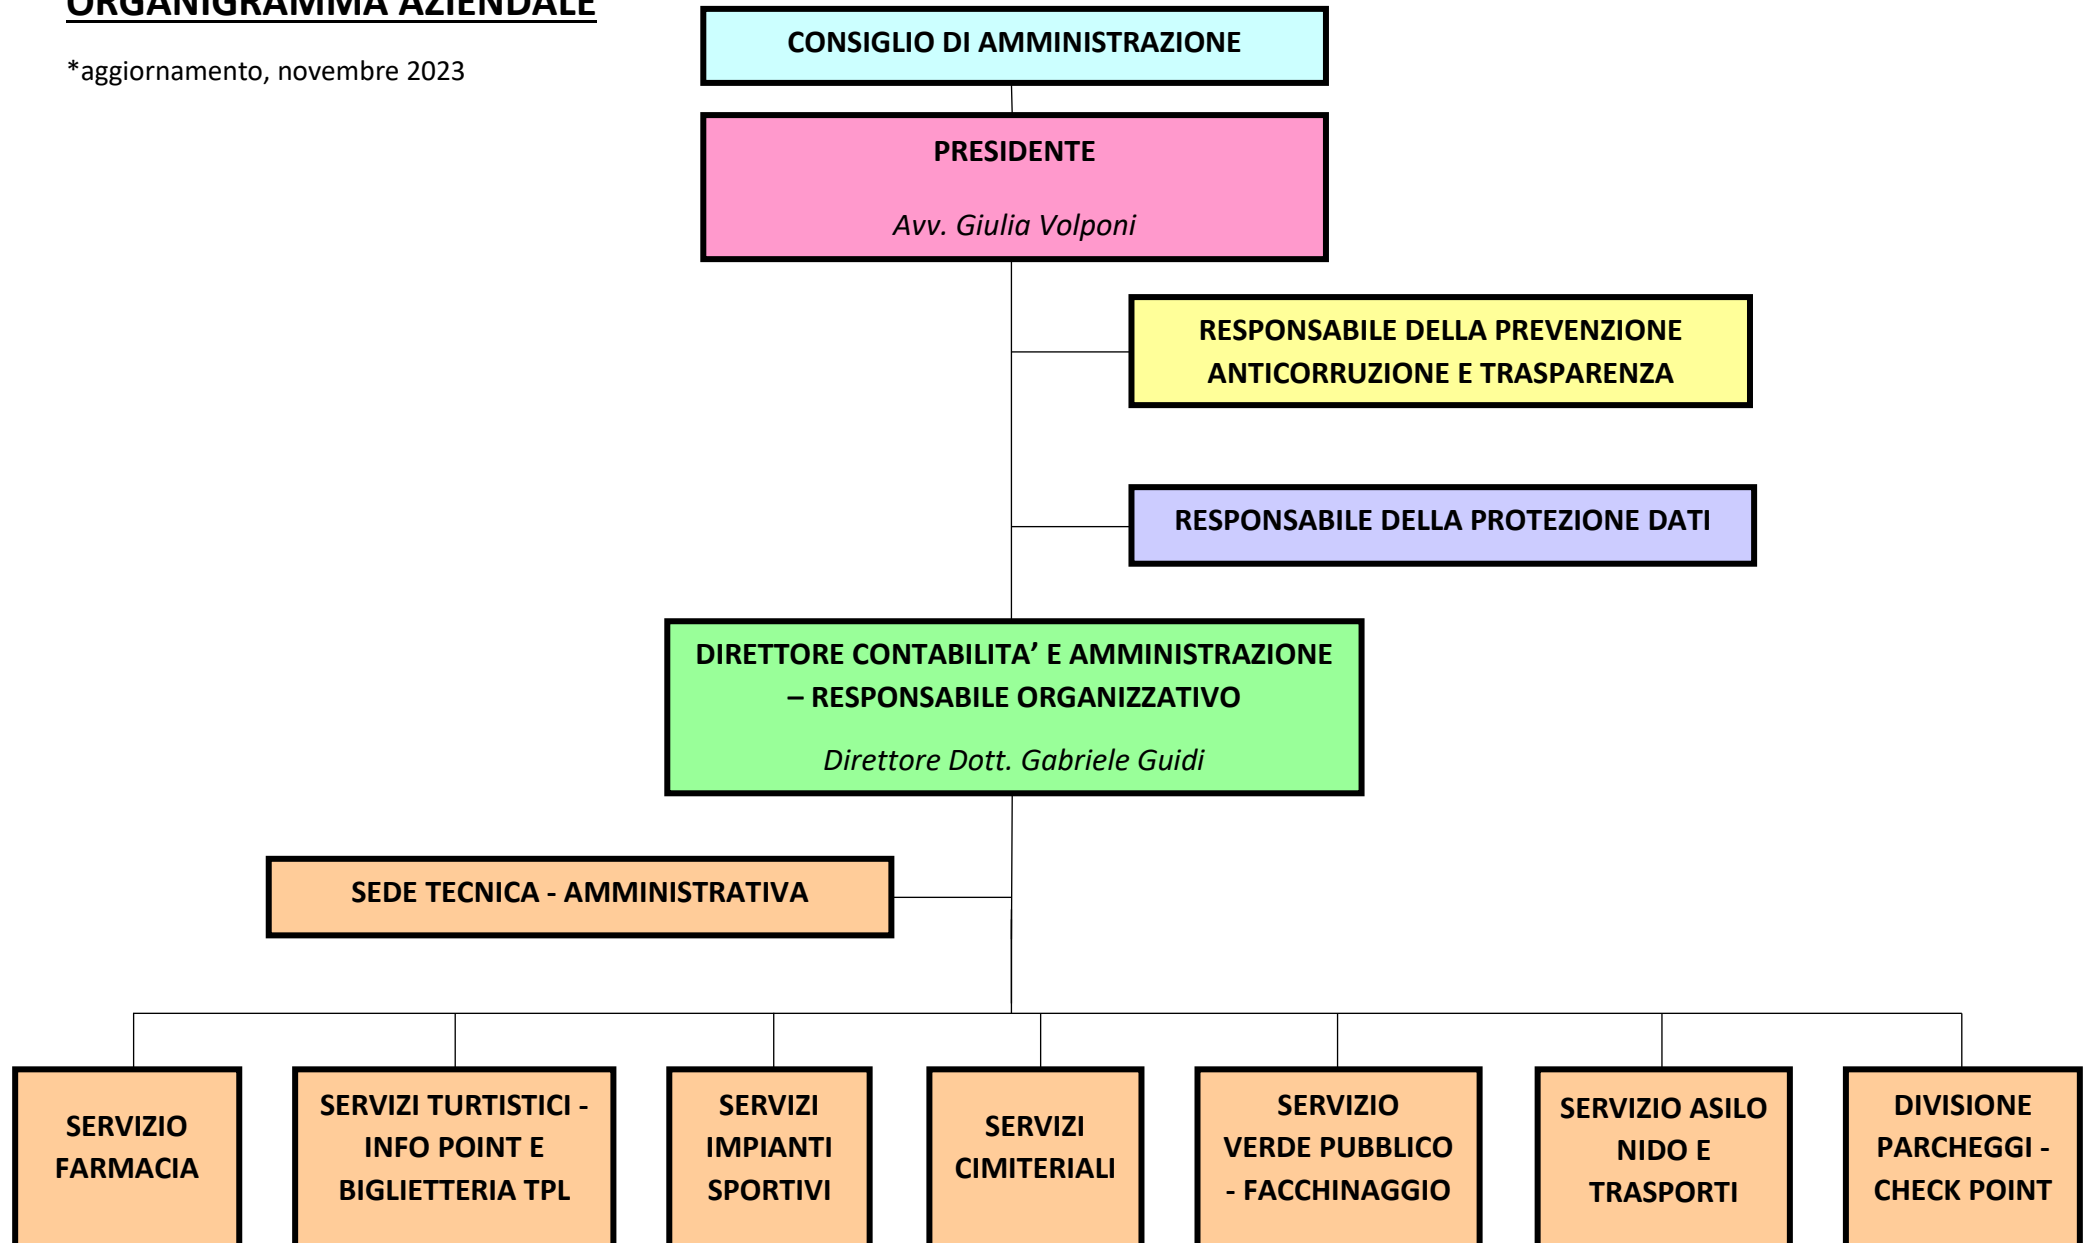 ORGANIGRAMMA AZIENDALE
*aggiornamento, novembre 2023
CONSIGLIO DI AMMINISTRAZIONE
PRESIDENTE
Avv. Giulia Volponi
RESPONSABILE DELLA PREVENZIONE
ANTICORRUZIONE E TRASPARENZA
RESPONSABILE DELLA PROTEZIONE DATI
DIRETTORE CONTABILITA’ E AMMINISTRAZIONE
– RESPONSABILE ORGANIZZATIVO
Direttore Dott. Gabriele Guidi
SEDE TECNICA - AMMINISTRATIVA
SERVIZIO
FARMACIA
SERVIZI TURTISTICI -
INFO POINT E
BIGLIETTERIA TPL
SERVIZI
IMPIANTI
SPORTIVI
SERVIZI
CIMITERIALI
SERVIZIO
VERDE PUBBLICO
- FACCHINAGGIO
SERVIZIO ASILO
NIDO E
TRASPORTI
DIVISIONE
PARCHEGGI -
CHECK POINT